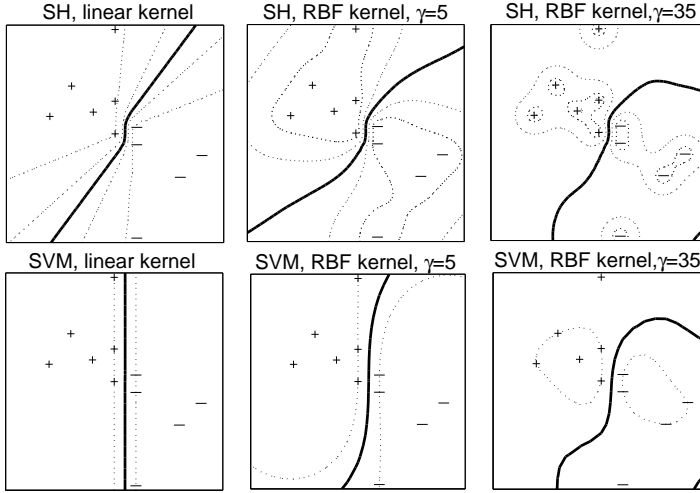 SH, linear kernel
SH, RBF kernel, γ=5
SH, RBF kernel,γ=35
SVM, linear kernel
SVM, RBF kernel, γ=5
SVM, RBF kernel,γ=35